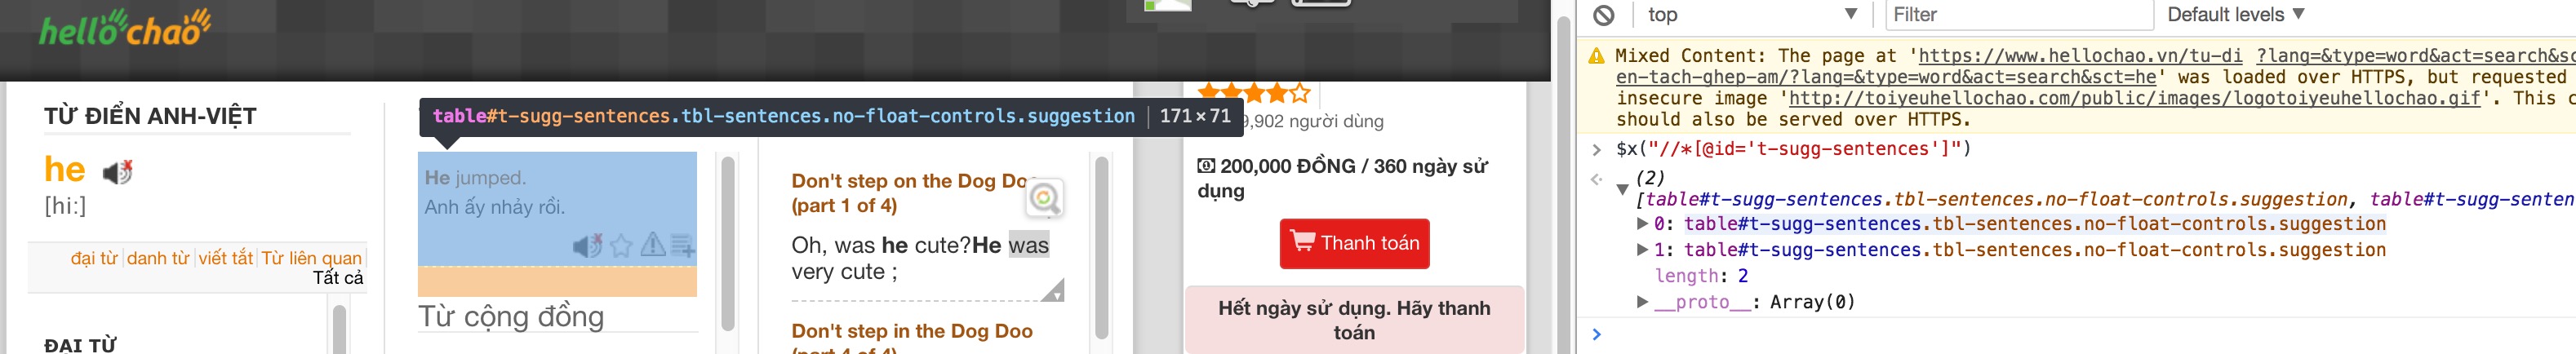 hellochao
TỪ ĐIỂN ANH-VIỆT
he
[hi:]
đại từ danh từ viết tắt Từ liên quan
Tất cả
ĐẠI TỪ
table#t-sugg-sentences.tbl-sentences.no-float-controls.suggestion 171×71
He jumped.
Anh ấy nhảy rồi.
Từ cộng đồng
Don't step on the Dog Doo
(part 1 of 4)
Oh, was he cute?He was
very cute ;
Don't step in the Dog Doo
(part 4 of 4)
9,902 người dùng
200,000 ĐỒNG / 360 ngày sử
dụng
Thanh toán
Hết ngày sử dụng. Hãy thanh
toán
top Filter Default levels
Mixed Content: The page at 'https://www.hellochao.vn/tu-di ?lang=&type=word&act=search&sc
en-tach-ghep-am/?lang=&type=word&act=search&sct=he' was loaded over HTTPS, but requested
insecure image 'http://toiyeuhellochao.com/public/images/logotoiyeuhellochao.gif'. This c
should also be served over HTTPS.
$x("//*[@id='t-sugg-sentences']")
(2)
[table#t-sugg-sentences.tbl-sentences.no-float-controls.suggestion, table#t-sugg-senten
0: table#t-sugg-sentences.tbl-sentences.no-float-controls.suggestion
1: table#t-sugg-sentences.tbl-sentences.no-float-controls.suggestion
length: 2
__proto__: Array(0)